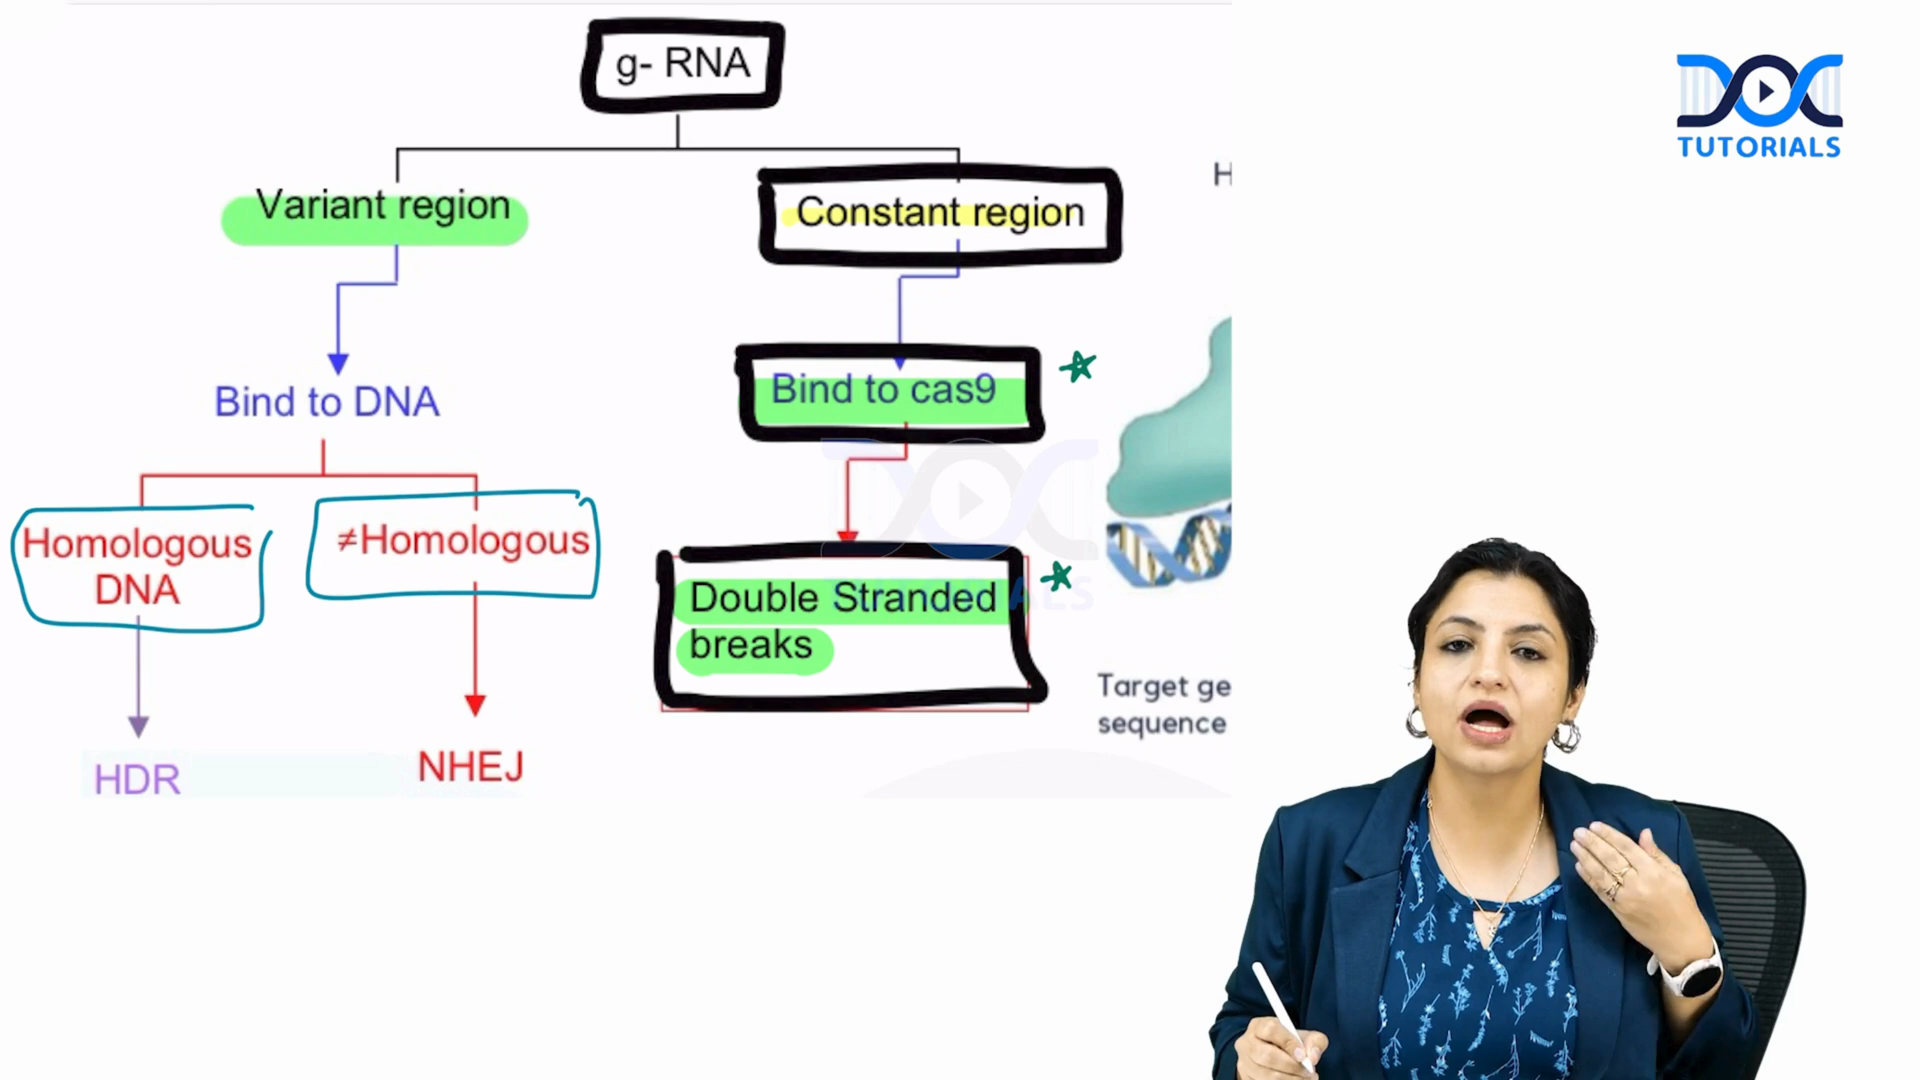 g- RNA
Variant region
Constant region
H
Bind to DNA
Bind to cas9
Homologous
DNA
≠Homologous
Double Stranded
breaks
Target ge
sequence
HDR
NHEJ
DOC
TUTORIALS